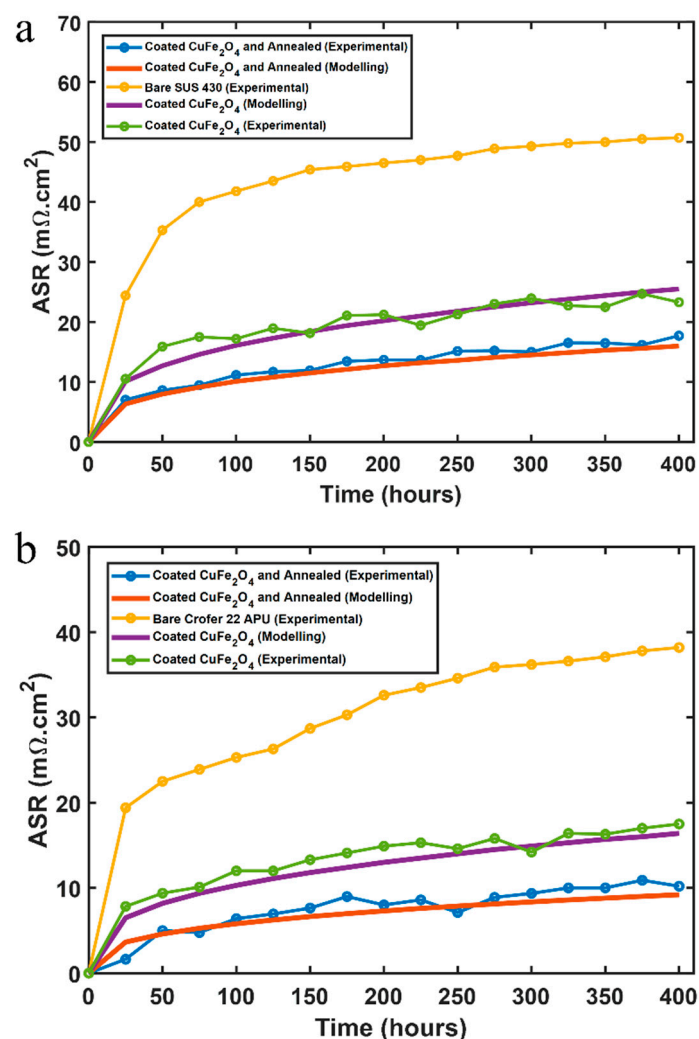 a
70
60
50
40
30
20
10
0
ASR (mΩ.cm²)
Coated CuFe₂O₄ and Annealed (Experimental)
Coated CuFe₂O₄ and Annealed (Modelling)
Bare SUS 430 (Experimental)
Coated CuFe₂O₄ (Modelling)
Coated CuFe₂O₄ (Experimental)
0 50 100 150 200 250 300 350 400
Time (hours)
b
50
40
30
20
10
0
ASR (mΩ.cm²)
Coated CuFe₂O₄ and Annealed (Experimental)
Coated CuFe₂O₄ and Annealed (Modelling)
Bare Crofer 22 APU (Experimental)
Coated CuFe₂O₄ (Modelling)
Coated CuFe₂O₄ (Experimental)
0 50 100 150 200 250 300 350 400
Time (hours)